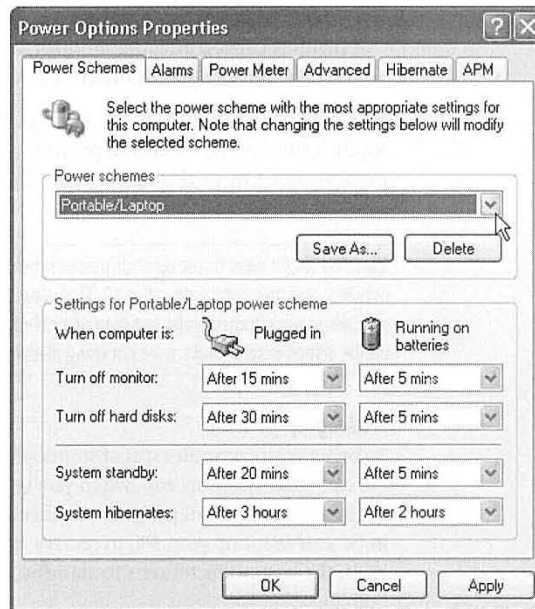 Power Options Properties
Power Schemes Alarms Power Meter Advanced Hibernate APM
Select the power scheme with the most appropriate settings for
this computer. Note that changing the settings below will modify
the selected scheme.
Power schemes
Portable/Laptop
Save As... Delete
Settings for Portable/Laptop power scheme
When computer is: Plugged in Running on
batteries
Turn off monitor: After 15 mins After 5 mins
Turn off hard disks: After 30 mins After 5 mins
System standby: After 20 mins After 5 mins
System hibernates: After 3 hours After 2 hours
OK Cancel Apply